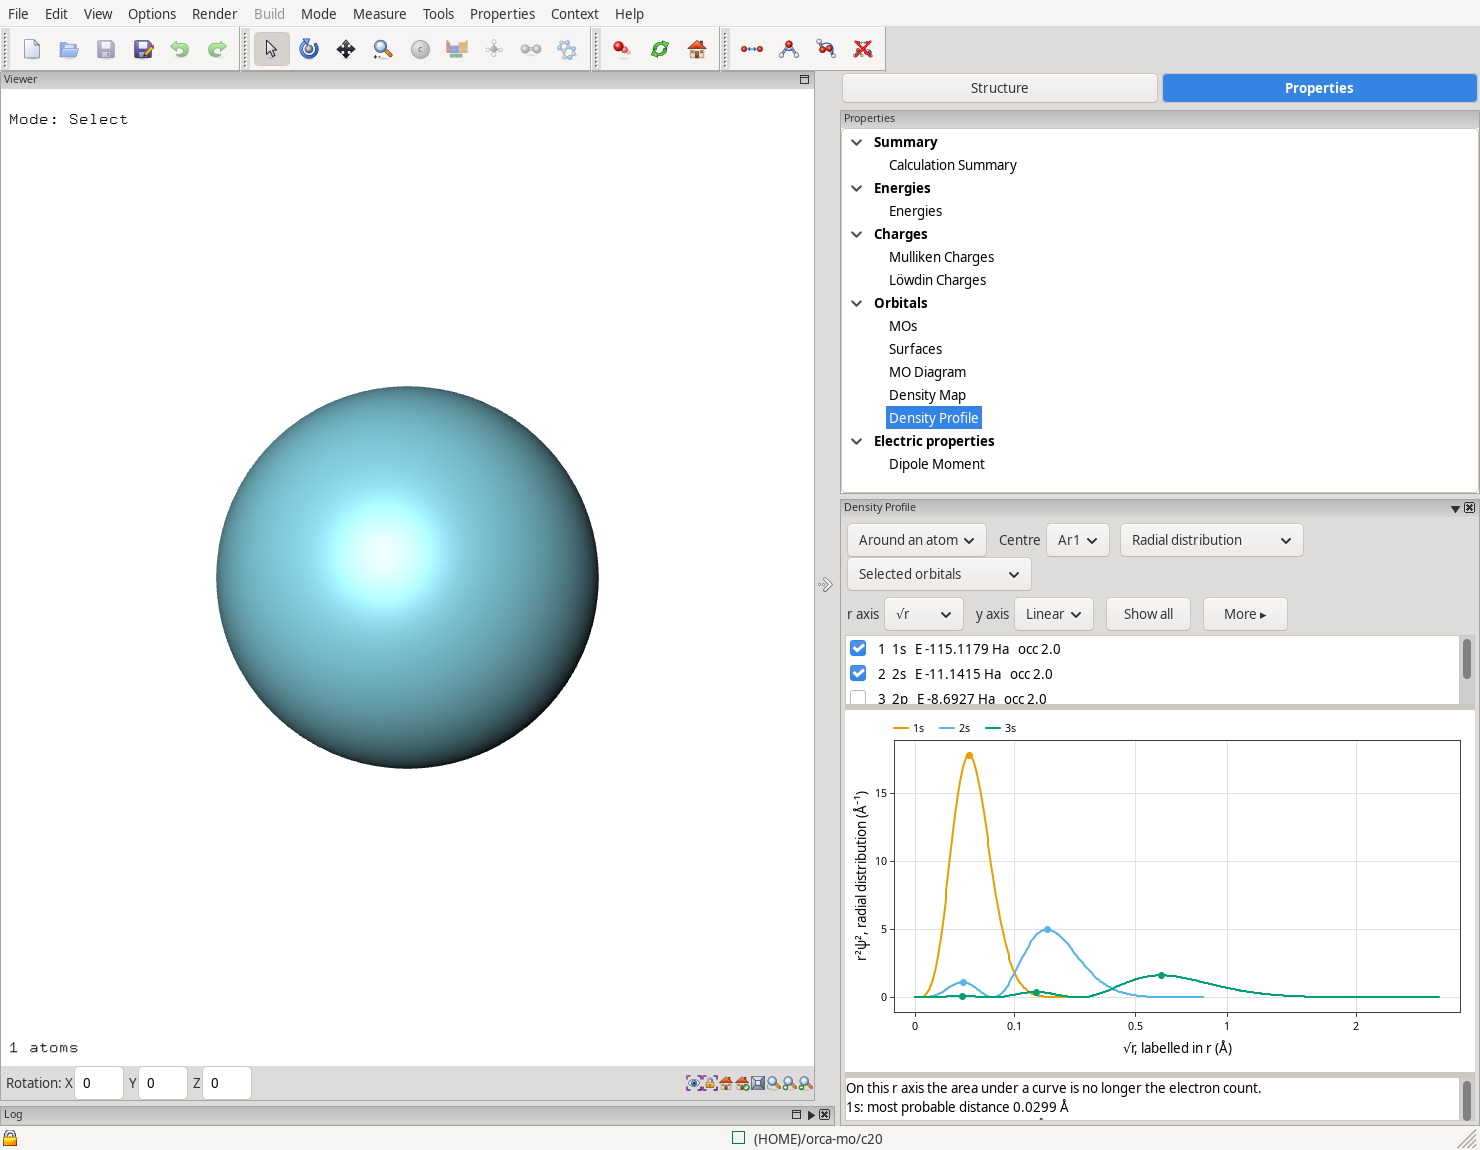 File Edit View Options Render Build Mode Measure Tools Properties Context Help
Viewer
Mode: Select
1 atoms
Rotation: X 0 Y 0 Z 0
Log
Structure Properties
Properties
Summary
Calculation Summary
Energies
Energies
Charges
Mulliken Charges
Löwdin Charges
Orbitals
MOs
Surfaces
MO Diagram
Density Map
Density Profile
Electric properties
Dipole Moment
Density Profile
Around an atom Centre Ar1 Radial distribution
Selected orbitals
r axis √r y axis Linear Show all More ▸
1 1s E -115.1179 Ha occ 2.0
2 2s E -11.1415 Ha occ 2.0
3 2p E -8.6927 Ha occ 2.0
1s 2s 3s
r²ψ², radial distribution (Å⁻¹)
15
10
5
0
0 0.1 0.5 1 2
√r, labelled in r (Å)
On this r axis the area under a curve is no longer the electron count.
1s: most probable distance 0.0299 Å
(HOME)/orca-mo/c20